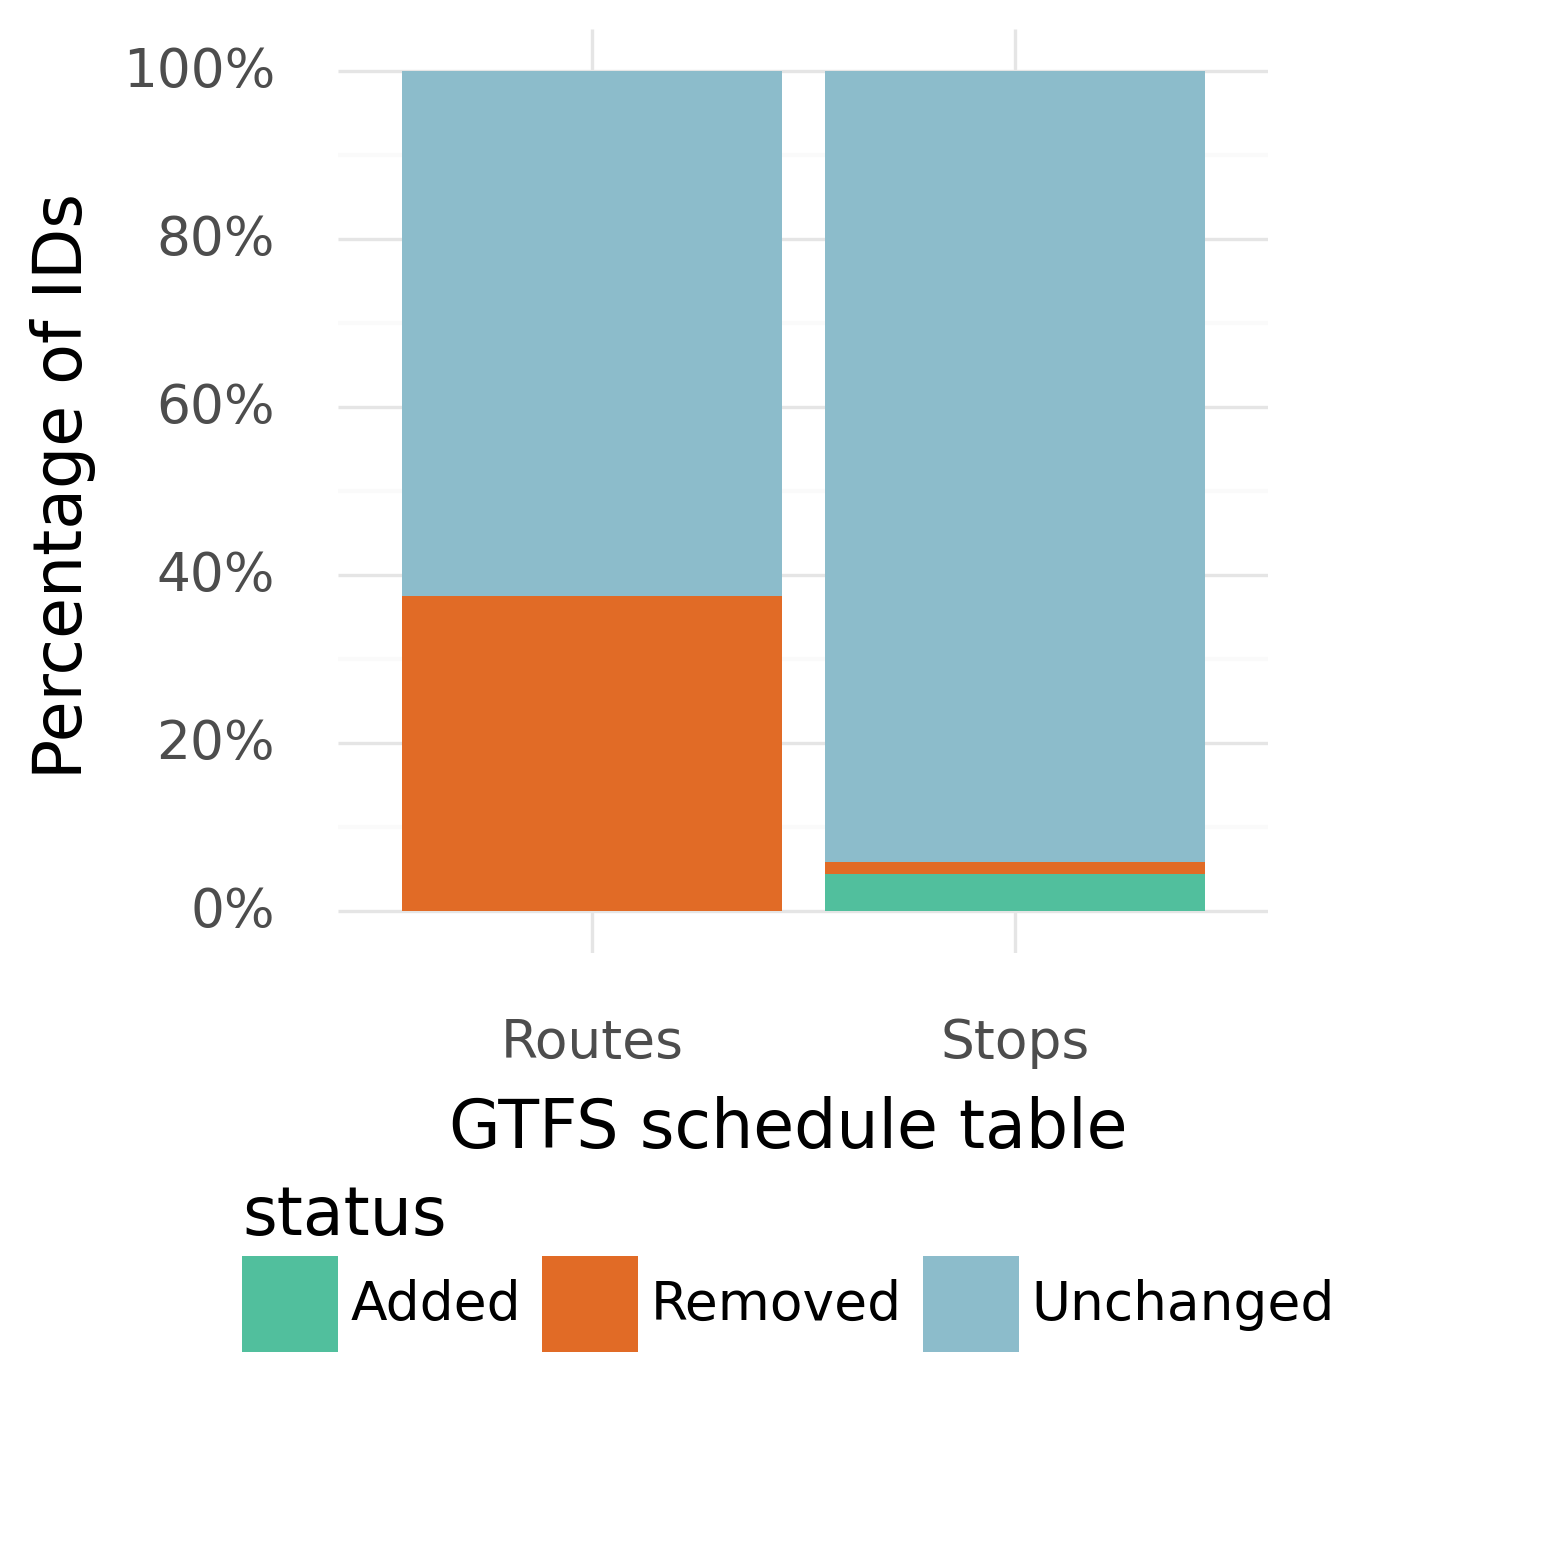 Percentage of IDs
100%
80%
60%
40%
20%
0%
Routes Stops
GTFS schedule table
status
Added Removed Unchanged